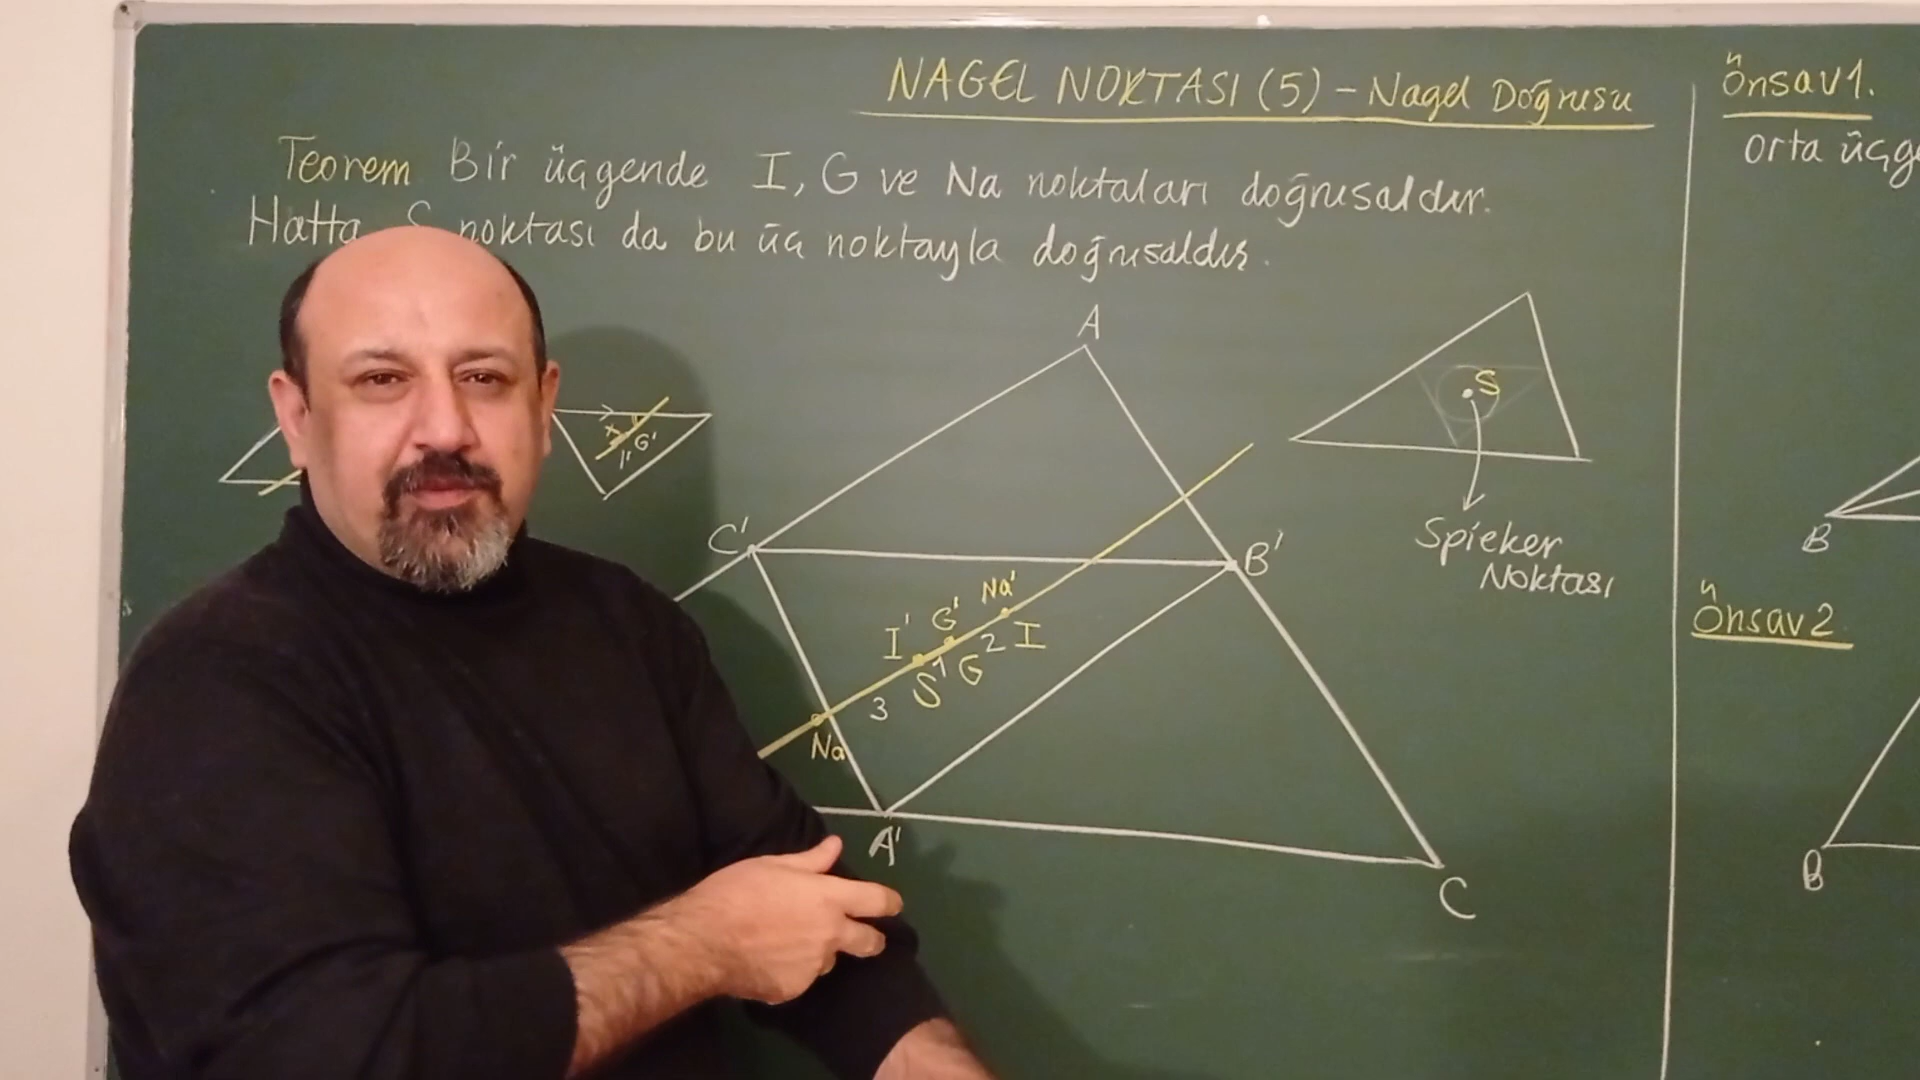 NAGEL NOKTASI (5) - Nagel Doğrusu
Teorem Bir üçgende I, G ve Na noktaları doğrusaldır.
Hatta S noktası da bu üç noktayla doğrusaldır.
A
C'
B'
I' G' Na'
S 1 G 2 I
3
Na
A'
C
G'
I'
S
Spieker
Noktası
Önsav1.
orta üçge
B
Önsav2
B